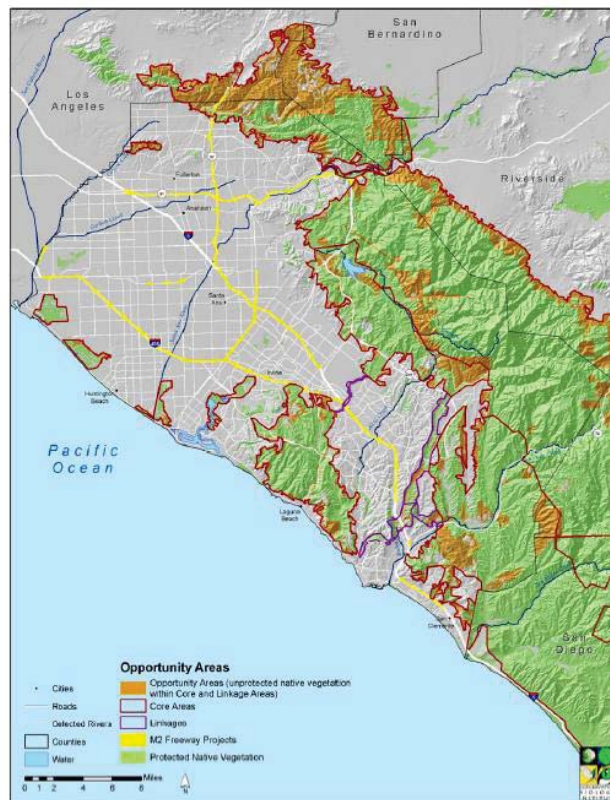 San
Bernardino
Los
Angeles
Riverside
Fullerton
Anaheim
Santa
Ana
Irvine
Huntington
Beach
Pacific
Ocean
Laguna
Beach
San
Clemente
San
Diego
Opportunity Areas
Cities
Roads
Selected Rivers
Counties
Water
Opportunity Areas (unprotected native vegetation
within Core and Linkage Areas)
Core Areas
Linkages
M2 Freeway Projects
Protected Native Vegetation
0 1 2 4 6 8
Miles
N